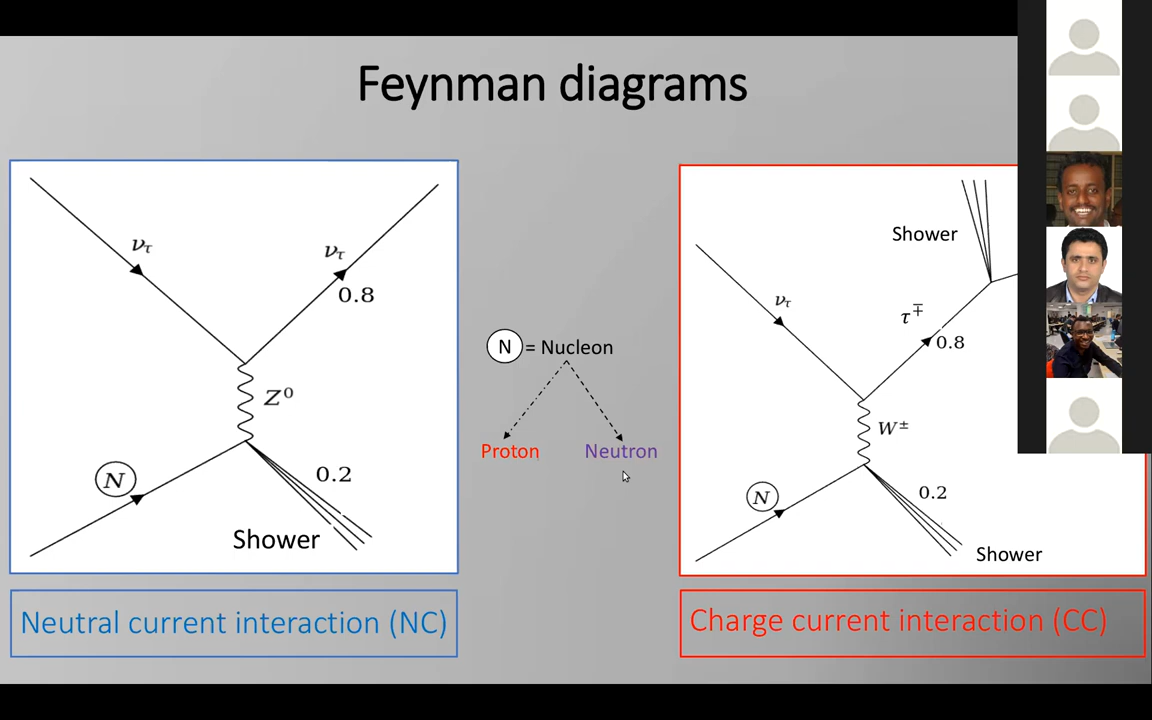 Feynman diagrams
ν_τ
ν_τ
0.8
Z⁰
N
0.2
Shower
Neutral current interaction (NC)
N = Nucleon
Proton
Neutron
Shower
ν_τ
τ^∓
0.8
W^±
N
0.2
Shower
Charge current interaction (CC)